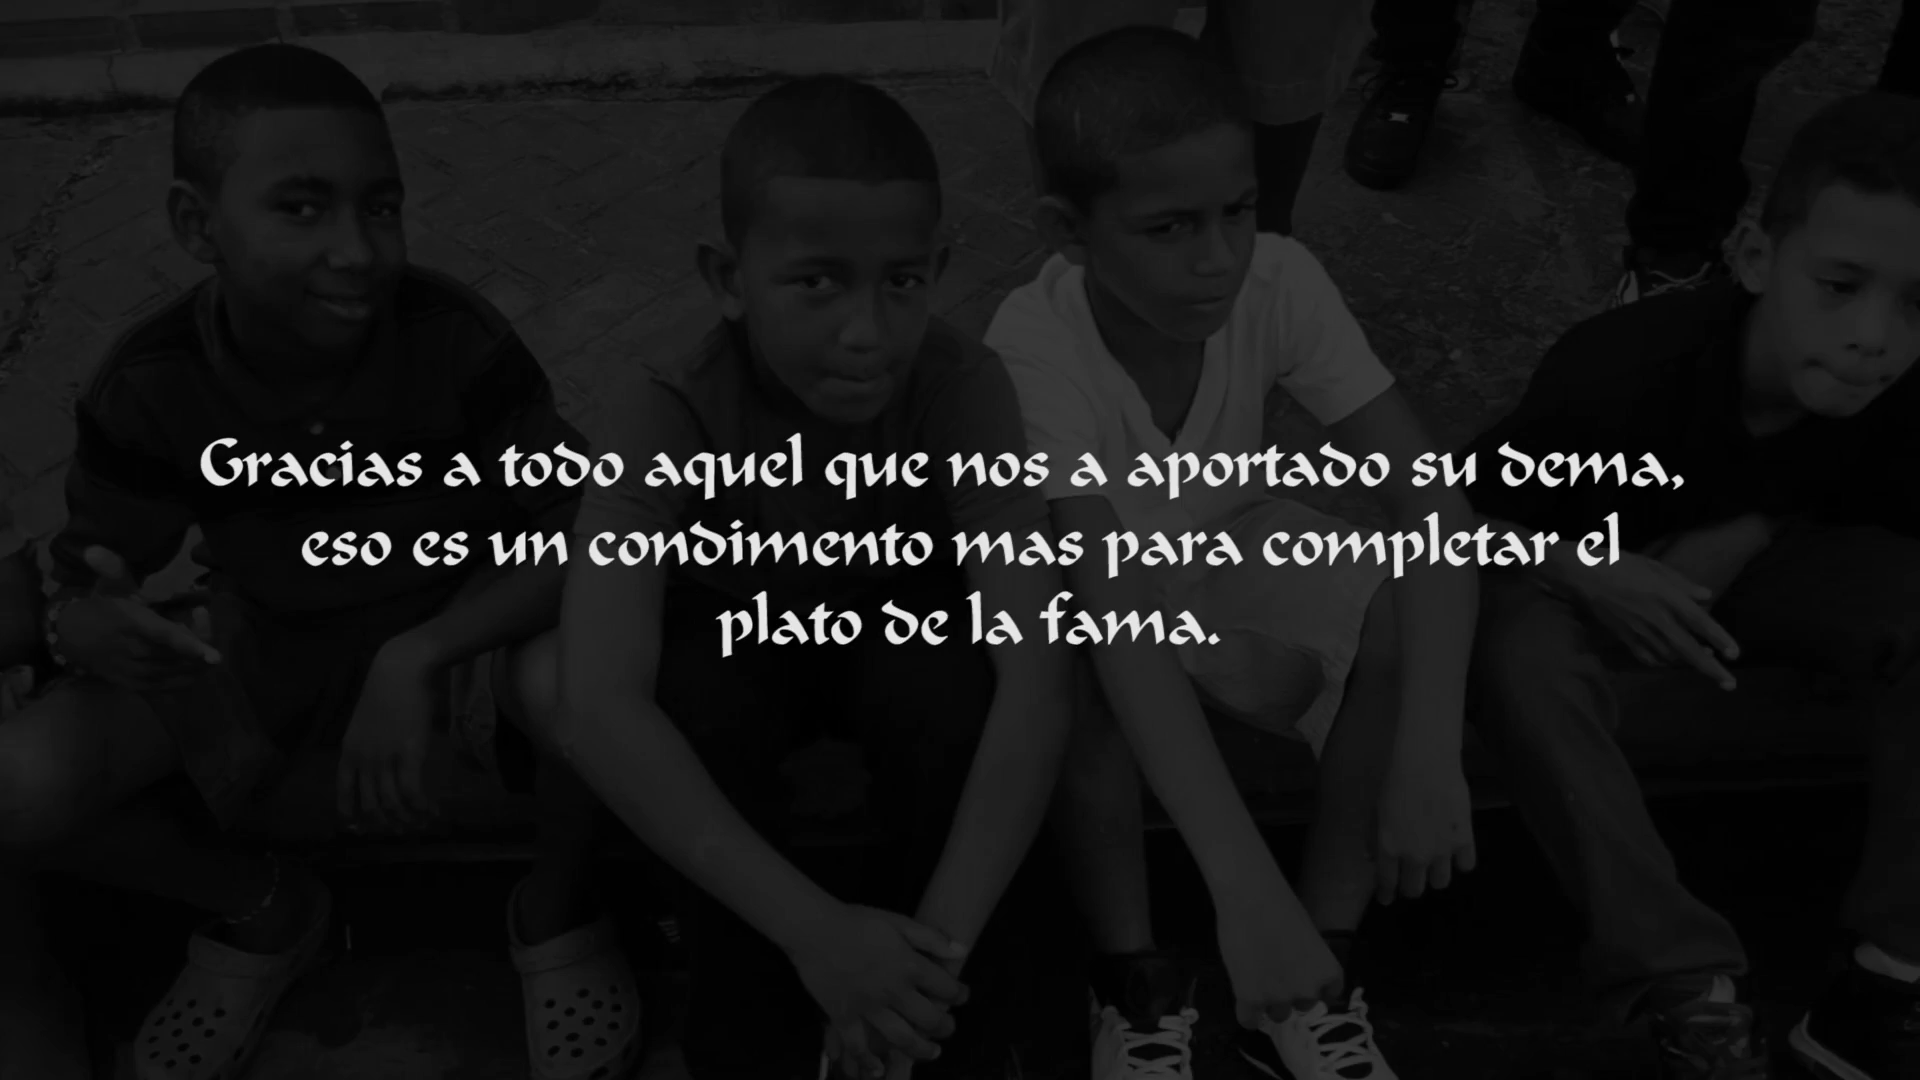 Gracias a todo aquel que nos a aportado su dema,
eso es un condimento mas para completar el
plato de la fama.